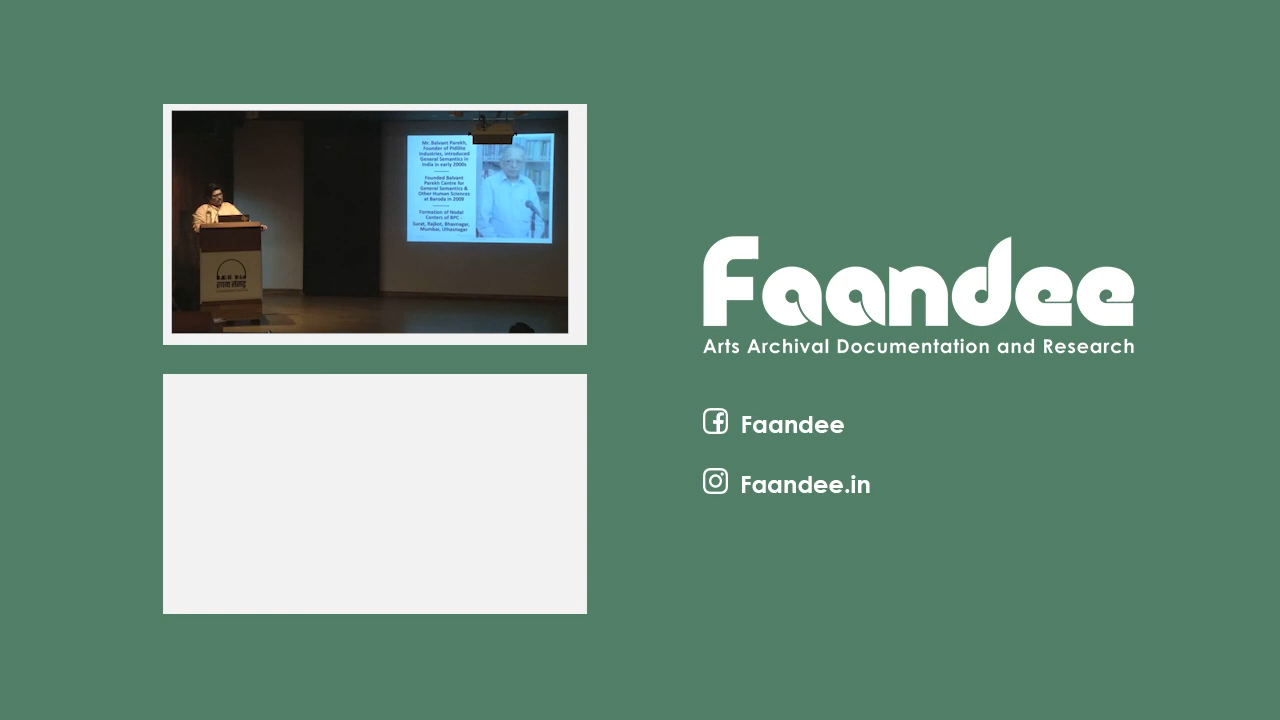 Mr. Balvant Parekh,
Founder of Pidilite
Industries, introduced
General Semantics in
India in early 2000s
Founded Balvant
Parekh Centre for
General Semantics &
Other Human Sciences
at Baroda in 2009
Formation of Nodal
Centers of BPC -
Surat, Rajkot, Bhavnagar,
Mumbai, Ulhasnagar
Faandee
Arts Archival Documentation and Research
Faandee
Faandee.in